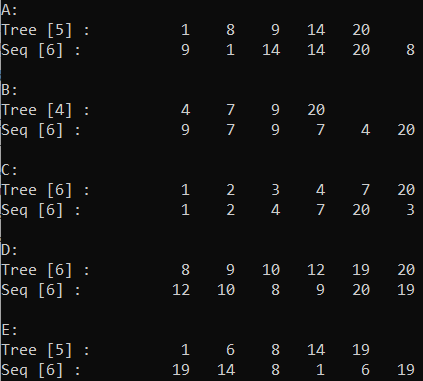 A:
Tree [5] : 1 8 9 14 20
Seq [6] : 9 1 14 14 20 8
B:
Tree [4] : 4 7 9 20
Seq [6] : 9 7 9 7 4 20
C:
Tree [6] : 1 2 3 4 7 20
Seq [6] : 1 2 4 7 20 3
D:
Tree [6] : 8 9 10 12 19 20
Seq [6] : 12 10 8 9 20 19
E:
Tree [5] : 1 6 8 14 19
Seq [6] : 19 14 8 1 6 19